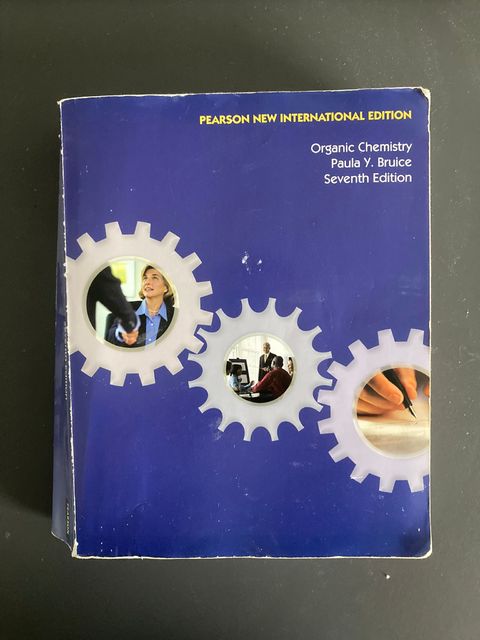 PEARSON NEW INTERNATIONAL EDITION
Organic Chemistry
Paula Y. Bruice
Seventh Edition